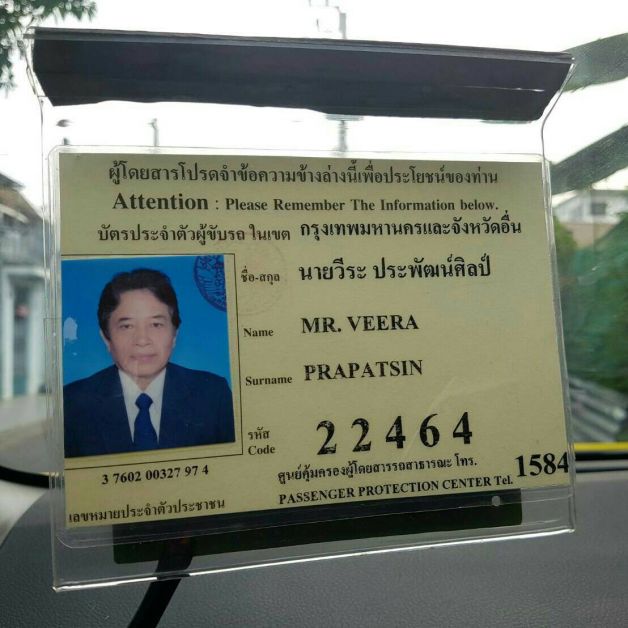 ผู้โดยสารโปรดจำข้อความข้างล่างนี้เพื่อประโยชน์ของท่าน
Attention : Please Remember The Information below.
บัตรประจำตัวผู้ขับรถ ในเขต กรุงเทพมหานครและจังหวัดอื่น
ชื่อ-สกุล นายวีระ ประพัฒน์ศิลป์
Name MR. VEERA
Surname PRAPATSIN
รหัส
Code 22464
3 7602 00327 97 4
เลขหมายประจำตัวประชาชน
ศูนย์คุ้มครองผู้โดยสารรถสาธารณะ โทร.
PASSENGER PROTECTION CENTER Tel. 1584